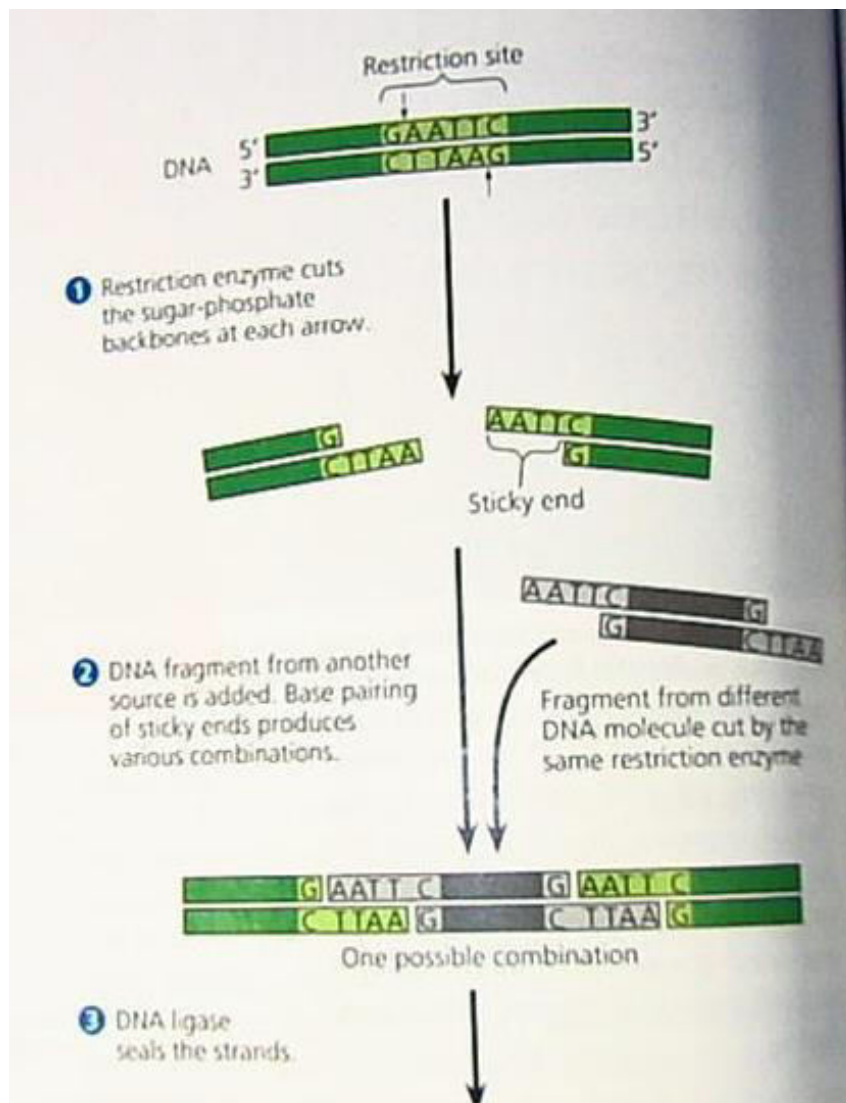 Restriction site
5' GAATTC 3'
DNA
3' CTTAAG 5'
1 Restriction enzyme cuts
the sugar-phosphate
backbones at each arrow.
G AATTC
CTTAA G
Sticky end
AATTC G
G CTTAA
2 DNA fragment from another
source is added. Base pairing
of sticky ends produces
various combinations.
Fragment from different
DNA molecule cut by the
same restriction enzyme
G AATT C G AATT C
C TTAA G C TTAA G
One possible combination
3 DNA ligase
seals the strands.